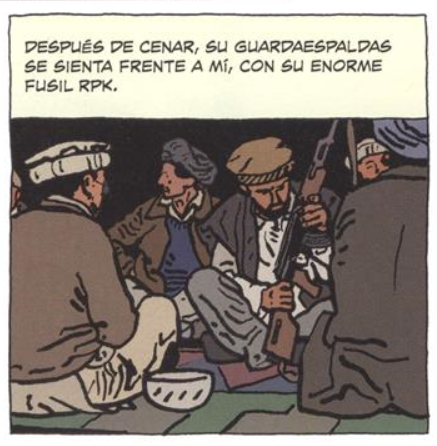 DESPUÉS DE CENAR, SU GUARDAESPALDAS
SE SIENTA FRENTE A MÍ, CON SU ENORME
FUSIL RPK.